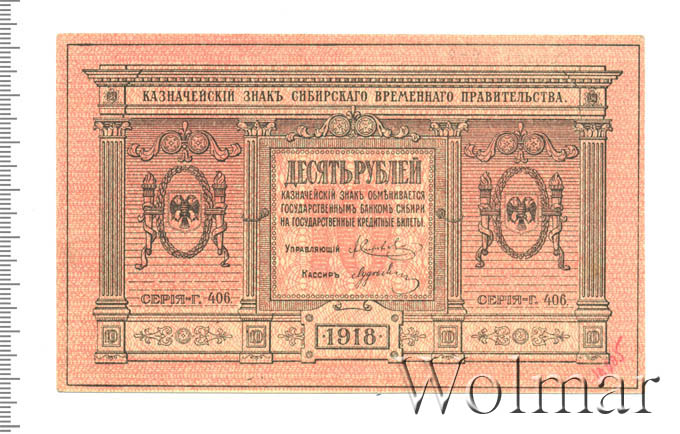 КАЗНАЧЕЙСКІЙ ЗНАКЪ СИБИРСКАГО ВРЕМЕННАГО ПРАВИТЕЛЬСТВА.
ДЕСЯТЬ РУБЛЕЙ
КАЗНАЧЕЙСКІЙ ЗНАКЪ ОБМѢНИВАЕТСЯ
ГОСУДАРСТВЕННЫМЪ БАНКОМЪ СИБИРИ
НА ГОСУДАРСТВЕННЫЕ КРЕДИТНЫЕ БИЛЕТЫ.
УПРАВЛЯЮЩІЙ
КАССИРЪ
СЕРІЯ-Г. 406.
СЕРІЯ-Г. 406.
1918
Wolmar